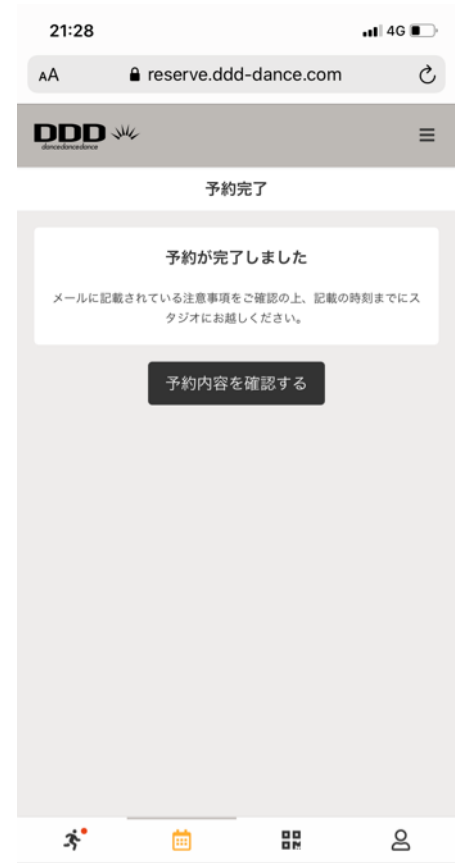 21:28 4G
AA reserve.ddd-dance.com
DDD
dancedancedance
予約完了
予約が完了しました
メールに記載されている注意事項をご確認の上、記載の時刻までにス
タジオにお越しください。
予約内容を確認する